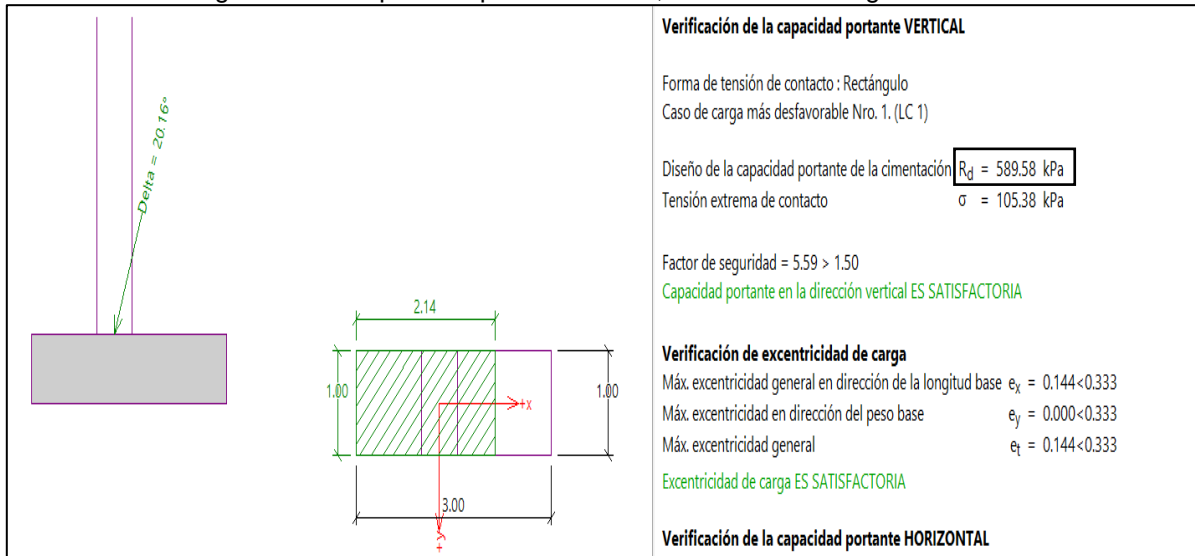 Delta = 20.16°
2.14
1.00
1.00
+x
3.00
+y
Verificación de la capacidad portante VERTICAL
Forma de tensión de contacto : Rectángulo
Caso de carga más desfavorable Nro. 1. (LC 1)
Diseño de la capacidad portante de la cimentación Rd = 589.58 kPa
Tensión extrema de contacto σ = 105.38 kPa
Factor de seguridad = 5.59 > 1.50
Capacidad portante en la dirección vertical ES SATISFACTORIA
Verificación de excentricidad de carga
Máx. excentricidad general en dirección de la longitud base ex = 0.144<0.333
Máx. excentricidad en dirección del peso base ey = 0.000<0.333
Máx. excentricidad general et = 0.144<0.333
Excentricidad de carga ES SATISFACTORIA
Verificación de la capacidad portante HORIZONTAL